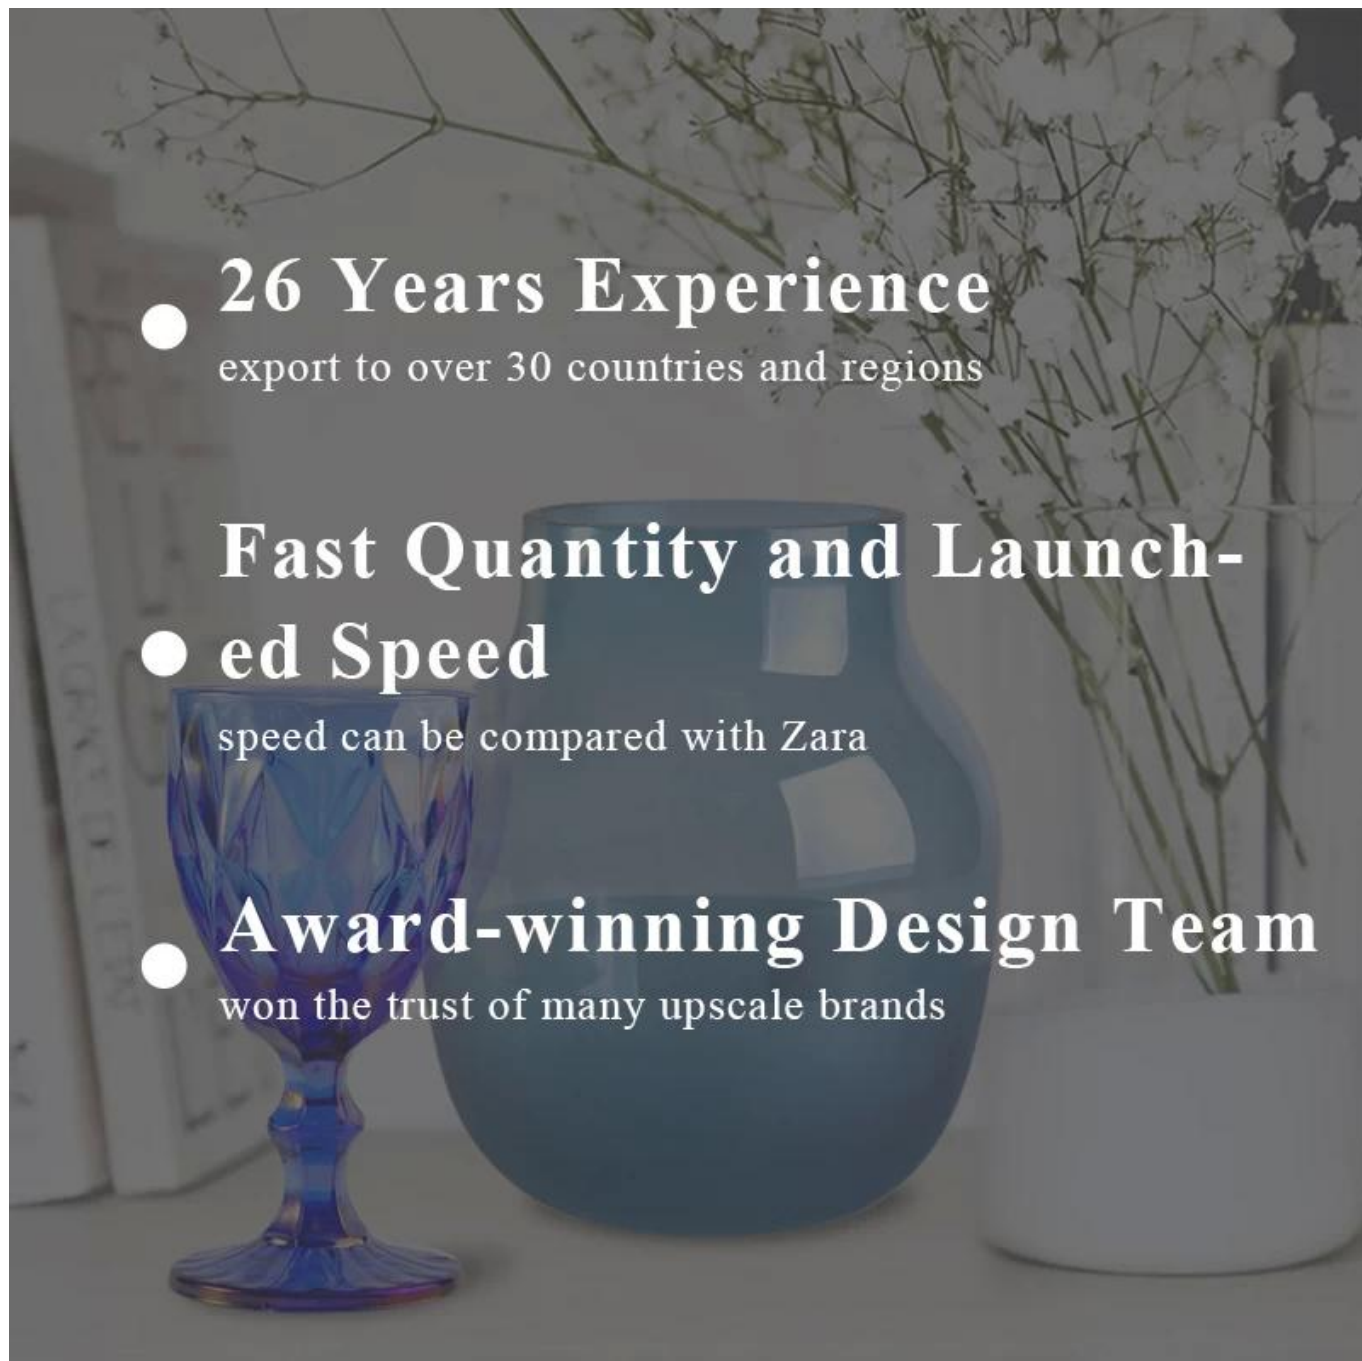 26 Years Experience
export to over 30 countries and regions
Fast Quantity and Launch-
ed Speed
speed can be compared with Zara
Award-winning Design Team
won the trust of many upscale brands